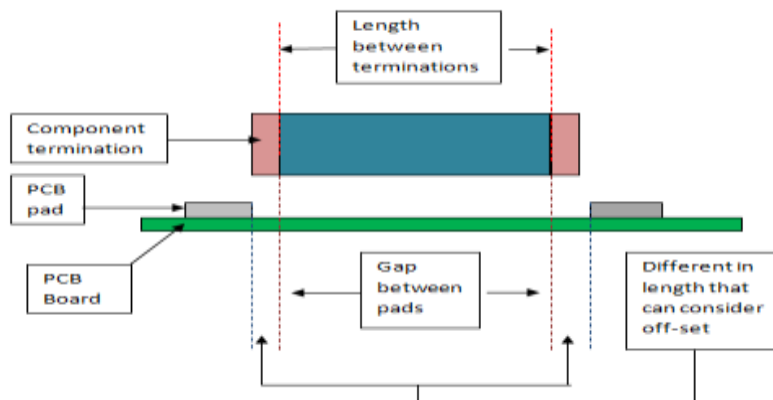 Length
between
terminations
Component
termination
PCB
pad
PCB
Board
Gap
between
pads
Different in
length that
can consider
off-set